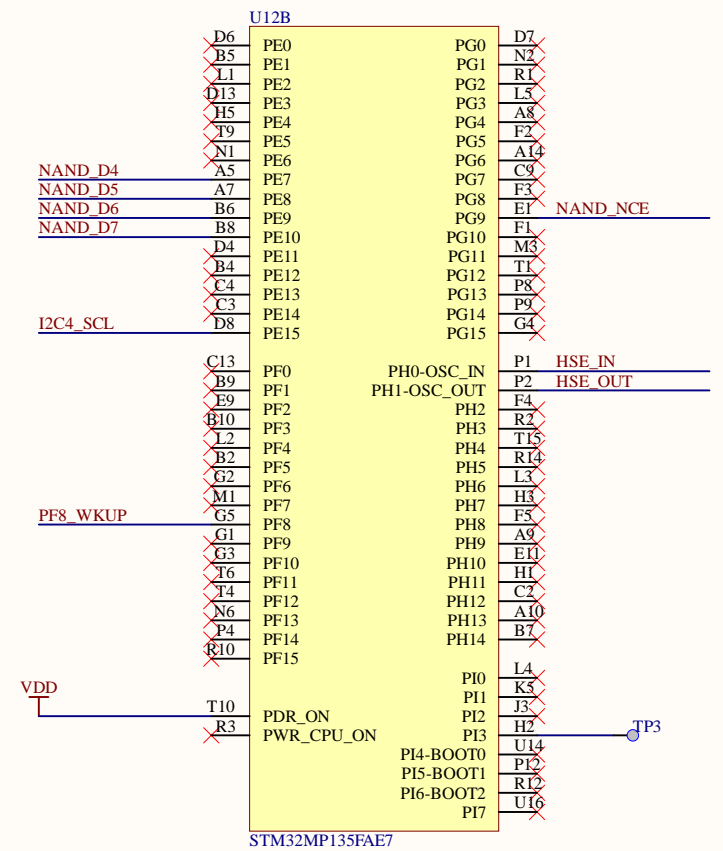 U12B
D6 PE0 PG0 D7
B5 PE1 PG1 N2
L1 PE2 PG2 R1
D13 PE3 PG3 L5
H5 PE4 PG4 A8
T9 PE5 PG5 F2
N1 PE6 PG6 A14
NAND_D4 A5 PE7 PG7 C9
NAND_D5 A7 PE8 PG8 F3
NAND_D6 B6 PE9 PG9 E1 NAND_NCE
NAND_D7 B8 PE10 PG10 F1
D4 PE11 PG11 M3
B4 PE12 PG12 T1
C4 PE13 PG13 P8
C3 PE14 PG14 P9
I2C4_SCL D8 PE15 PG15 G4
C13 PF0 PH0-OSC_IN P1 HSE_IN
B9 PF1 PH1-OSC_OUT P2 HSE_OUT
E9 PF2 PH2 F4
B10 PF3 PH3 R2
L2 PF4 PH4 T15
B2 PF5 PH5 R14
G2 PF6 PH6 L3
M1 PF7 PH7 H3
PF8_WKUP G5 PF8 PH8 F5
G1 PF9 PH9 A9
G3 PF10 PH10 E11
T6 PF11 PH11 H1
T4 PF12 PH12 C2
N6 PF13 PH13 A10
P4 PF14 PH14 B7
R10 PF15
PI0 L4
PI1 K5
VDD T10 PDR_ON PI2 J3
R3 PWR_CPU_ON PI3 H2 TP3
PI4-BOOT0 U14
PI5-BOOT1 P12
PI6-BOOT2 R12
PI7 U16
STM32MP135FAE7